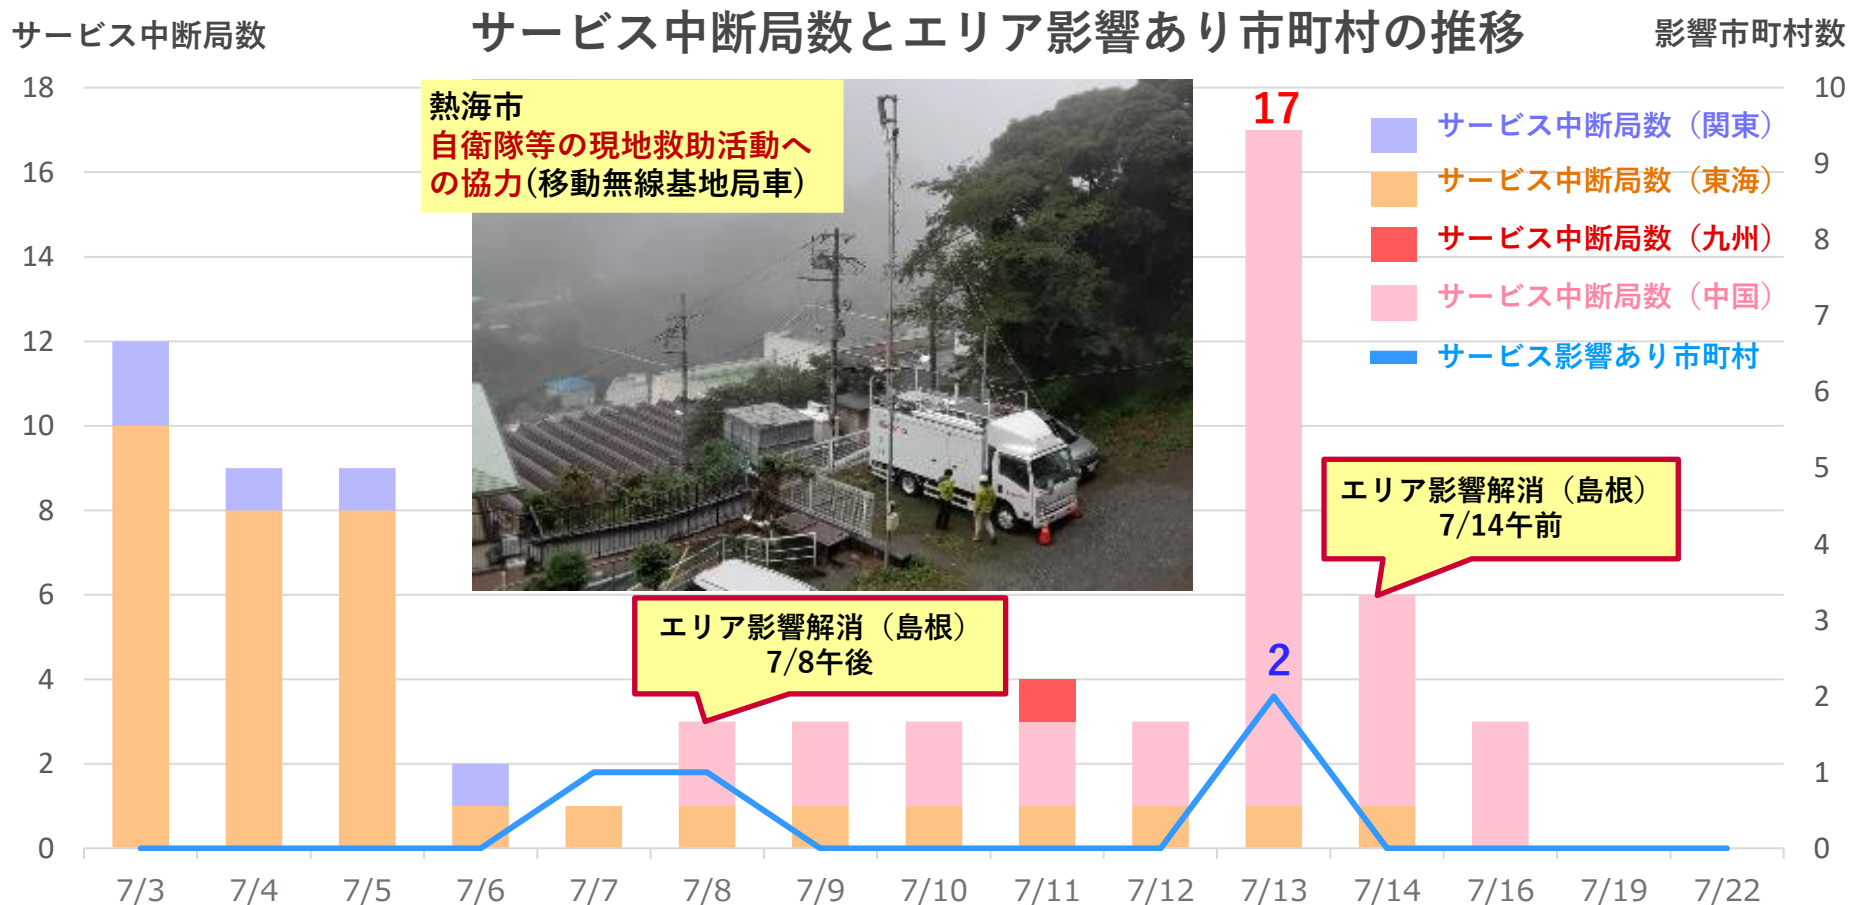 サービス中断局数とエリア影響あり市町村の推移
サービス中断局数
影響市町村数
18
16
14
12
10
8
6
4
2
0
10
9
8
7
6
5
4
3
2
1
0
熱海市
自衛隊等の現地救助活動へ
の協力(移動無線基地局車)
17
サービス中断局数（関東）
サービス中断局数（東海）
サービス中断局数（九州）
サービス中断局数（中国）
サービス影響あり市町村
エリア影響解消（島根）
7/14午前
エリア影響解消（島根）
7/8午後
2
7/3
7/4
7/5
7/6
7/7
7/8
7/9
7/10
7/11
7/12
7/13
7/14
7/16
7/19
7/22